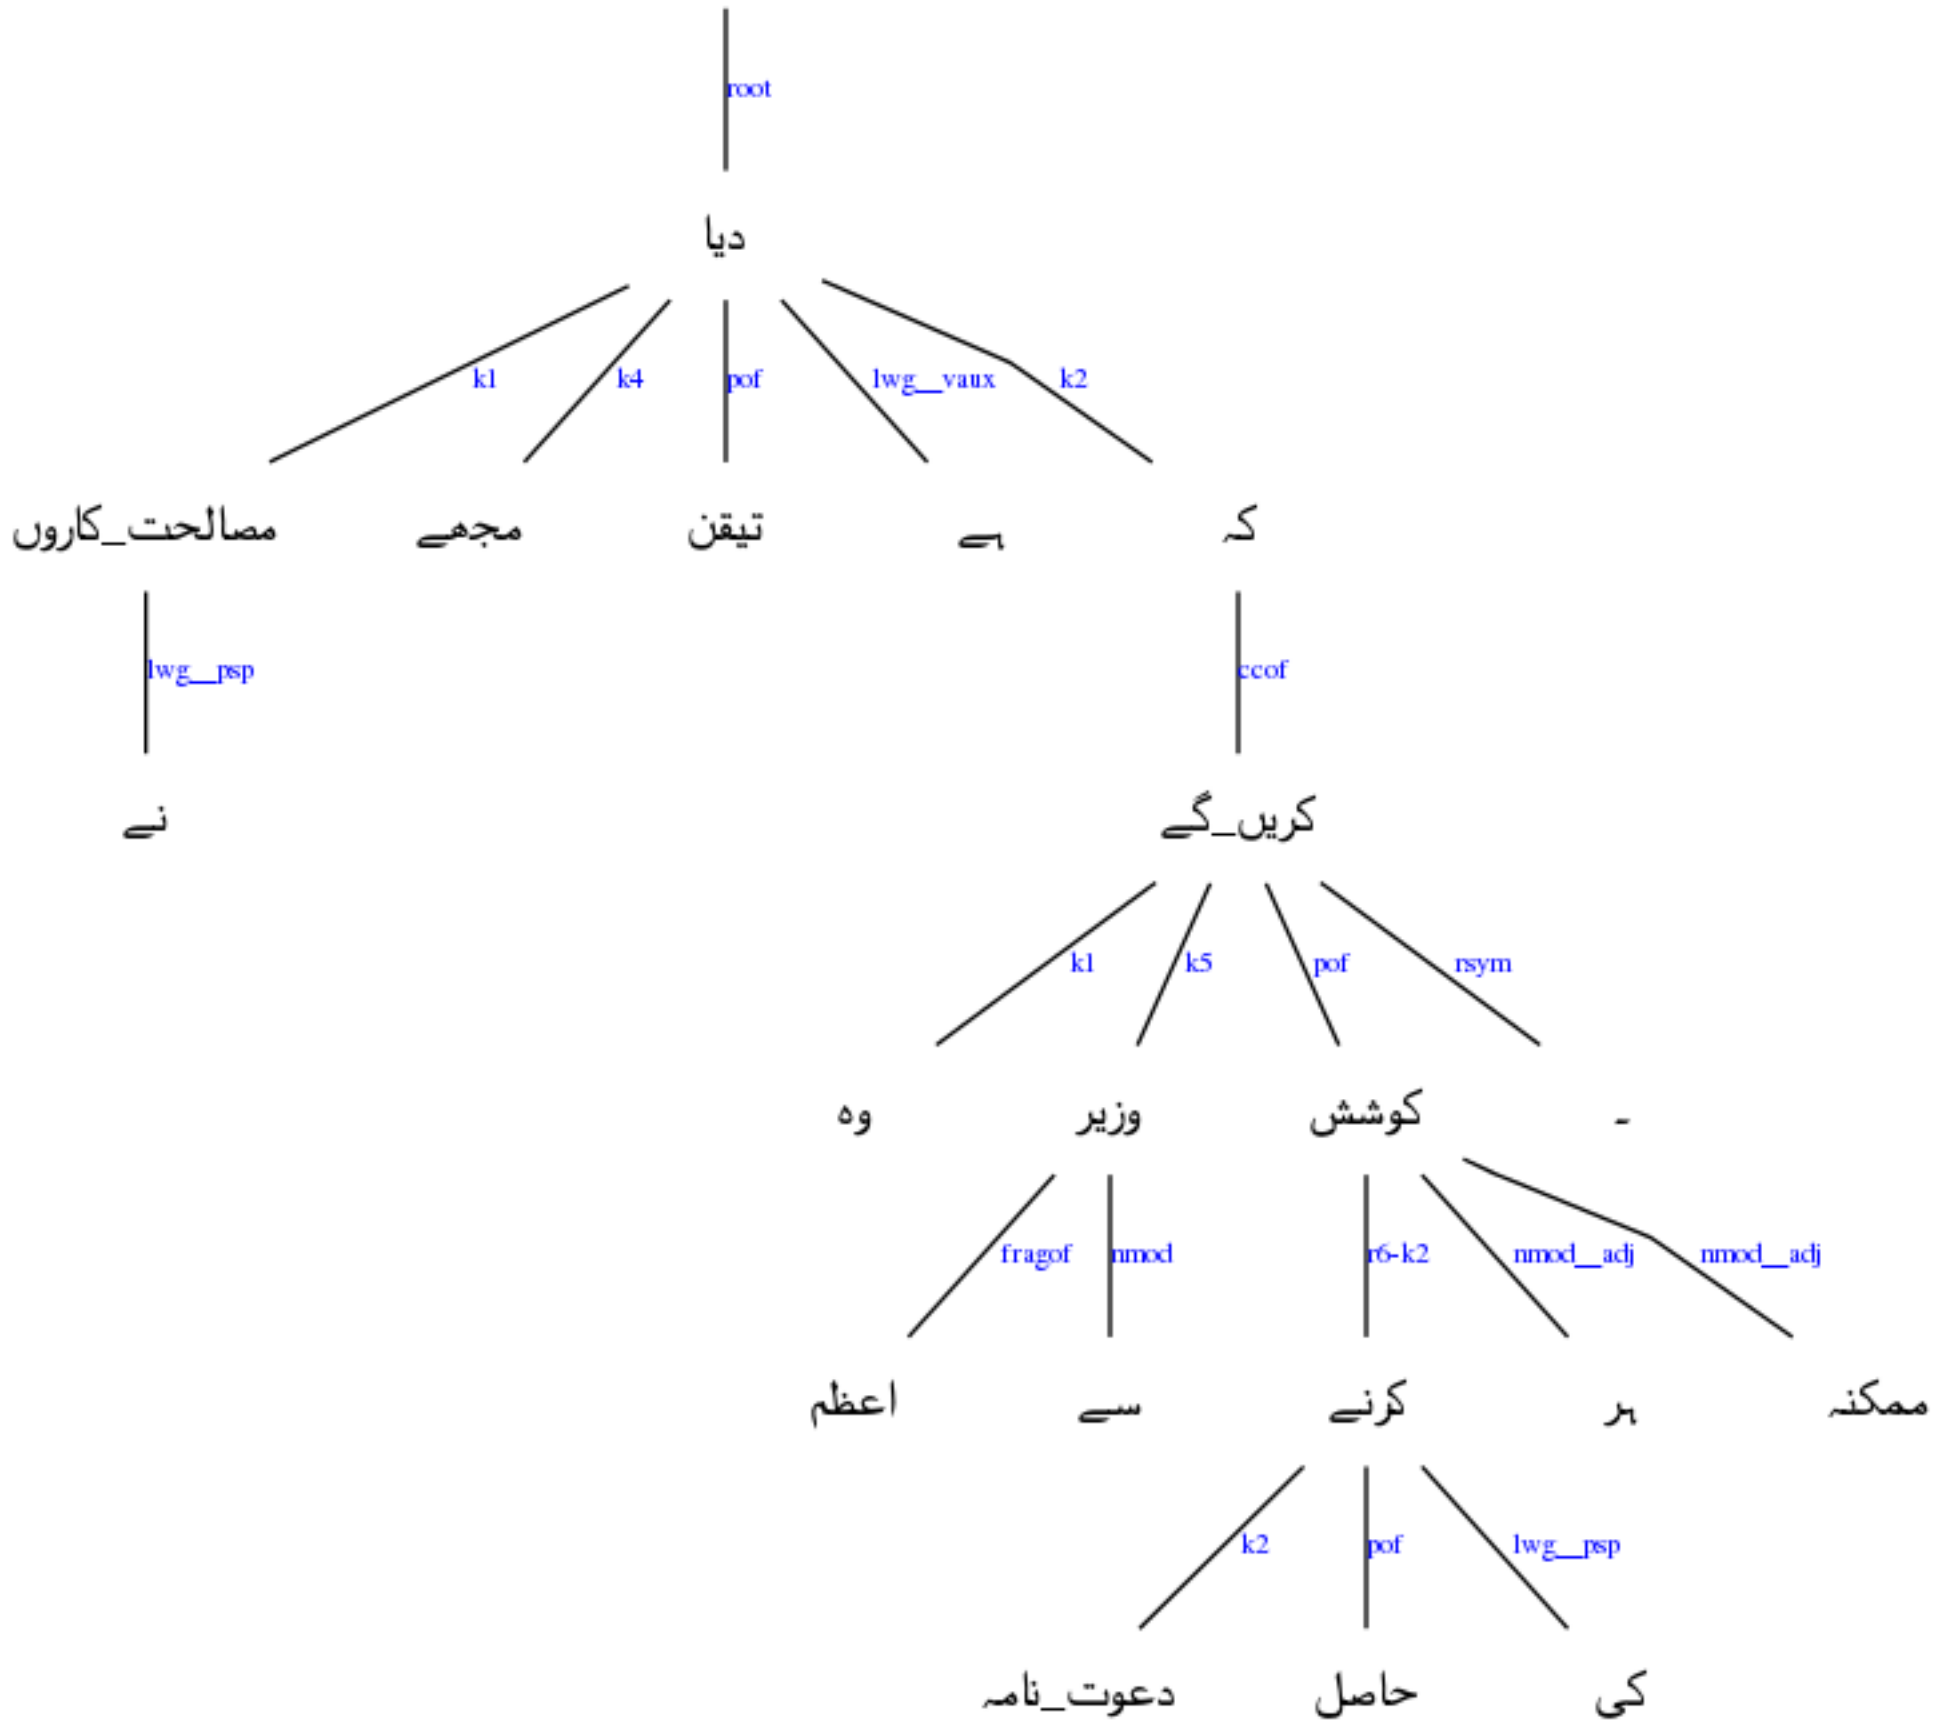 root
دیا
k1 k4 pof lwg__vaux k2
مصالحت_کاروں مجھے تیقن ہے کہ
lwg__psp ccof
نے کریں_گے
k1 k5 pof rsym
وہ وزیر کوشش ۔
fragof nmod r6-k2 nmod__adj nmod__adj
اعظم سے کرنے ہر ممکنہ
k2 pof lwg__psp
دعوت_نامہ حاصل کی